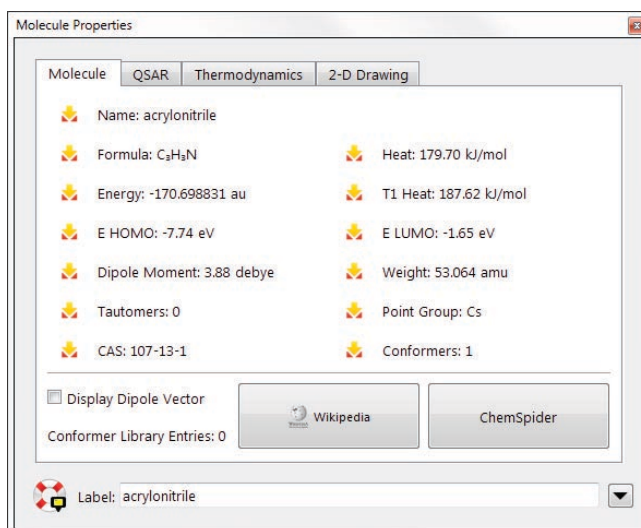 Molecule Properties
Molecule QSAR Thermodynamics 2-D Drawing
Name: acrylonitrile
Formula: C₃H₃N Heat: 179.70 kJ/mol
Energy: -170.698831 au T1 Heat: 187.62 kJ/mol
E HOMO: -7.74 eV E LUMO: -1.65 eV
Dipole Moment: 3.88 debye Weight: 53.064 amu
Tautomers: 0 Point Group: Cs
CAS: 107-13-1 Conformers: 1
Display Dipole Vector
Wikipedia ChemSpider
Conformer Library Entries: 0
Label: acrylonitrile